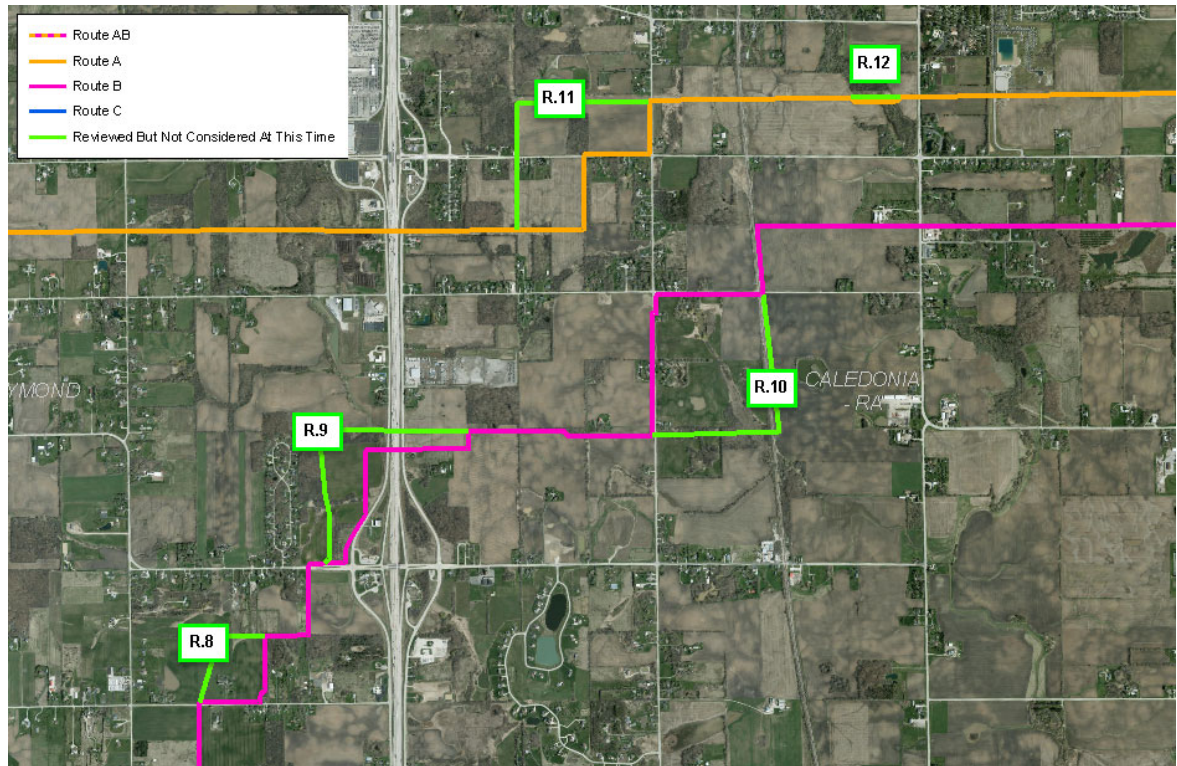 Route AB
Route A
Route B
Route C
Reviewed But Not Considered At This Time
R.12
R.11
R.10
CALEDONIA
- RA
YMOND
R.9
R.8